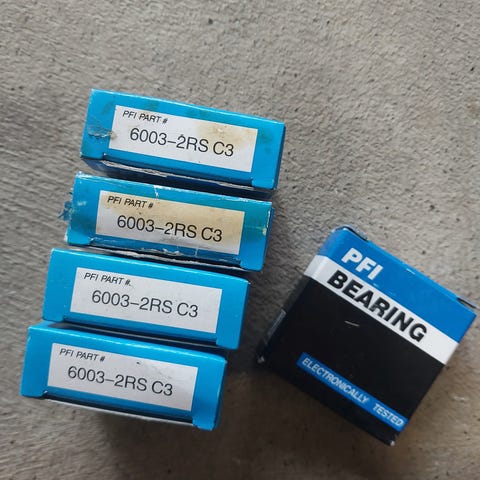 PFI PART #
6003-2RS C3
PFI PART #
6003-2RS C3
PFI PART #.
6003-2RS C3
PFI PART #
6003-2RS C3
PFI
BEARING
ELECTRONICALLY TESTED